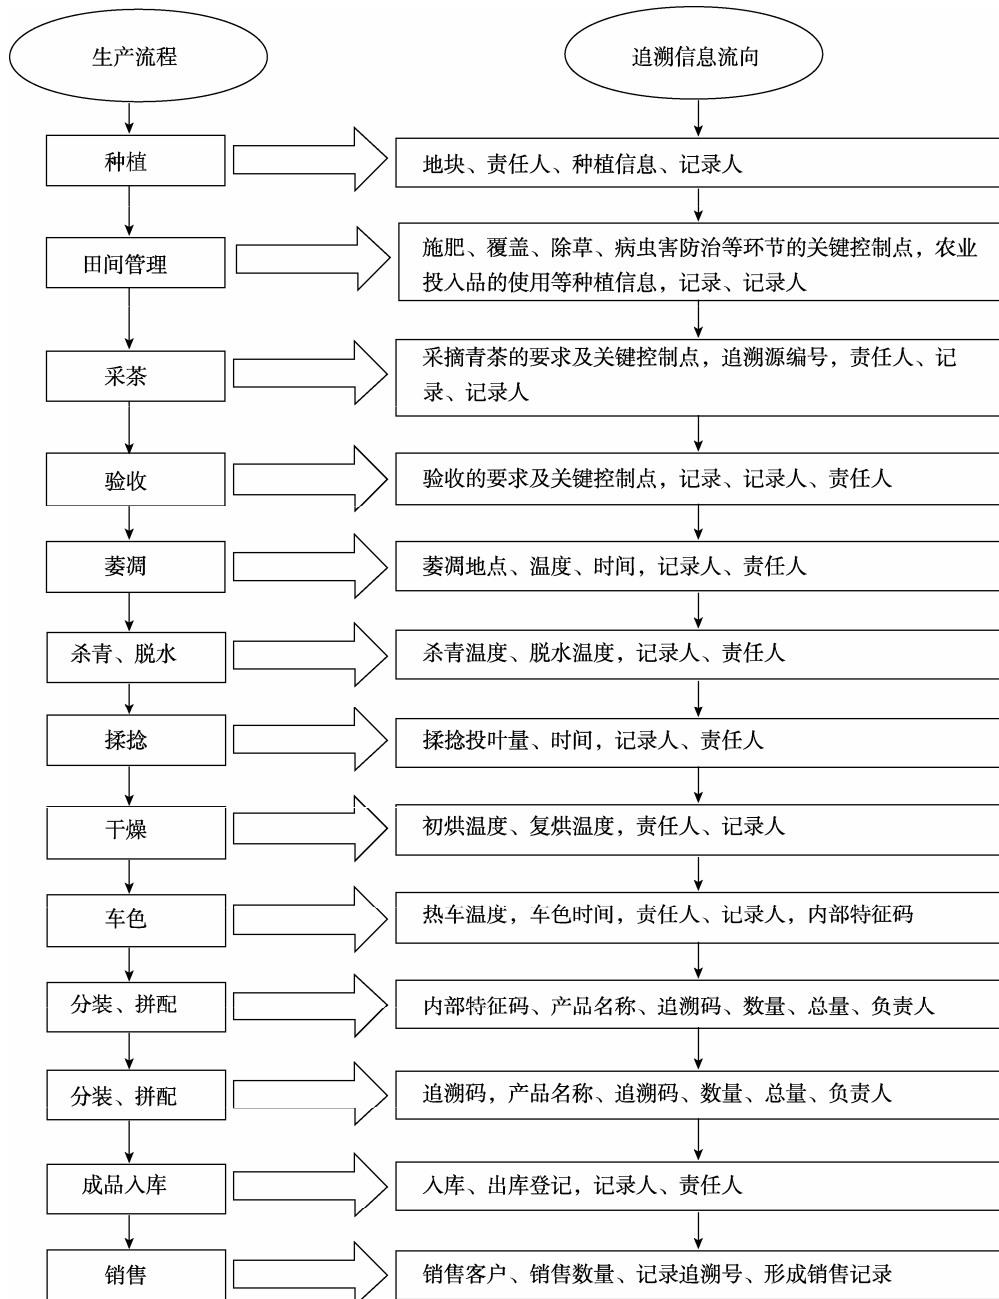 生产流程
追溯信息流向
种植
地块、责任人、种植信息、记录人
田间管理
施肥、覆盖、除草、病虫害防治等环节的关键控制点，农业
投入品的使用等种植信息，记录、记录人
采茶
采摘青茶的要求及关键控制点，追溯源编号，责任人、记
录、记录人
验收
验收的要求及关键控制点，记录、记录人、责任人
萎凋
萎凋地点、温度、时间，记录人、责任人
杀青、脱水
杀青温度、脱水温度，记录人、责任人
揉捻
揉捻投叶量、时间，记录人、责任人
干燥
初烘温度、复烘温度，责任人、记录人
车色
热车温度，车色时间，责任人、记录人，内部特征码
分装、拼配
内部特征码、产品名称、追溯码、数量、总量、负责人
分装、拼配
追溯码，产品名称、追溯码、数量、总量、负责人
成品入库
入库、出库登记，记录人、责任人
销售
销售客户、销售数量、记录追溯号、形成销售记录